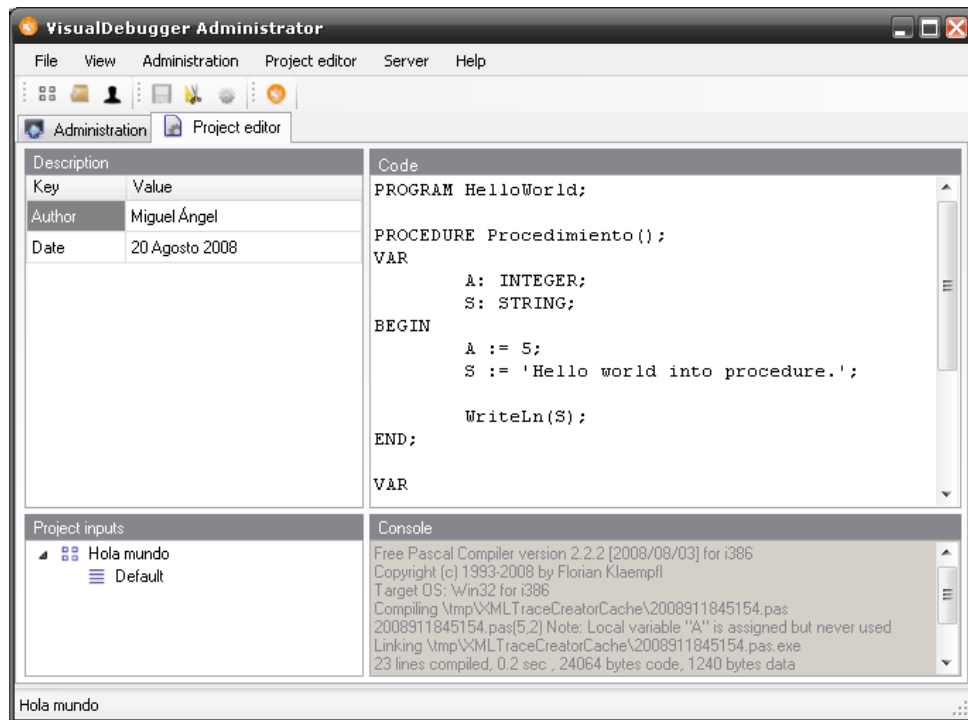 VisualDebugger Administrator
File View Administration Project editor Server Help
Administration Project editor
Description
Key Value
Author Miguel Ángel
Date 20 Agosto 2008
Code
PROGRAM HelloWorld;
PROCEDURE Procedimiento();
VAR
A: INTEGER;
S: STRING;
BEGIN
A := 5;
S := 'Hello world into procedure.';
WriteLn(S);
END;
VAR
Project inputs
Hola mundo
Default
Console
Free Pascal Compiler version 2.2.2 [2008/08/03] for i386
Copyright (c) 1993-2008 by Florian Klaempfl
Target OS: Win32 for i386
Compiling \tmp\XMLTraceCreatorCache\2008911845154.pas
2008911845154.pas(5,2) Note: Local variable "A" is assigned but never used
Linking \tmp\XMLTraceCreatorCache\2008911845154.pas.exe
23 lines compiled, 0.2 sec , 24064 bytes code, 1240 bytes data
Hola mundo